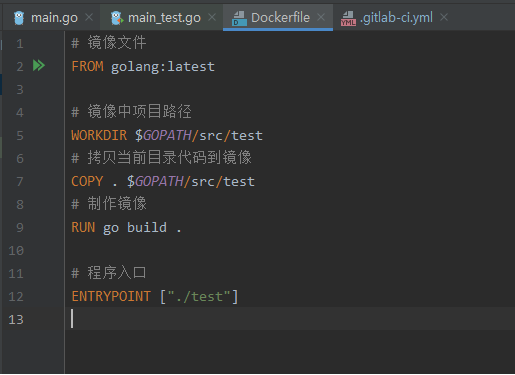 main.go main_test.go Dockerfile .gitlab-ci.yml
1 # 镜像文件
2 FROM golang:latest
3
4 # 镜像中项目路径
5 WORKDIR $GOPATH/src/test
6 # 拷贝当前目录代码到镜像
7 COPY . $GOPATH/src/test
8 # 制作镜像
9 RUN go build .
10
11 # 程序入口
12 ENTRYPOINT ["./test"]
13